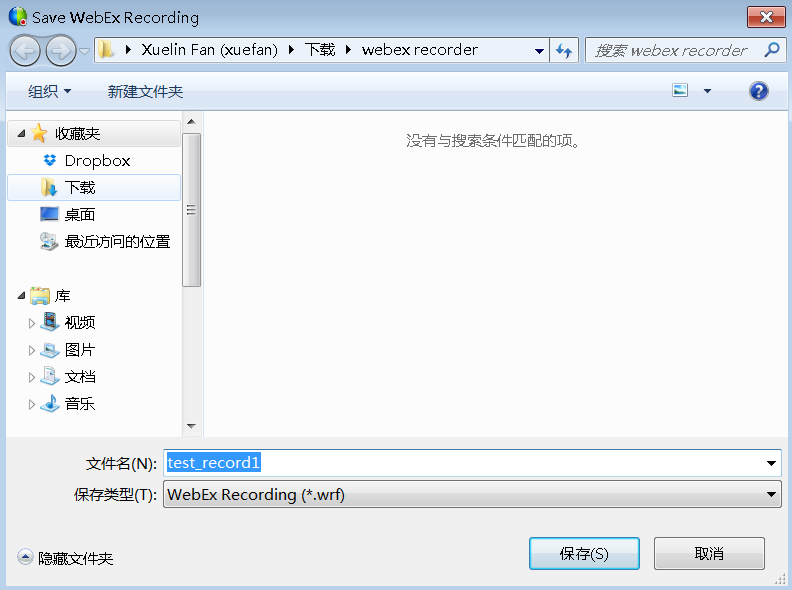 Save WebEx Recording
Xuelin Fan (xuefan) 下载 webex recorder
搜索 webex recorder
组织 新建文件夹
收藏夹
没有与搜索条件匹配的项。
Dropbox
下载
桌面
最近访问的位置
库
视频
图片
文档
音乐
文件名(N): test_record1
保存类型(T): WebEx Recording (*.wrf)
隐藏文件夹 保存(S) 取消